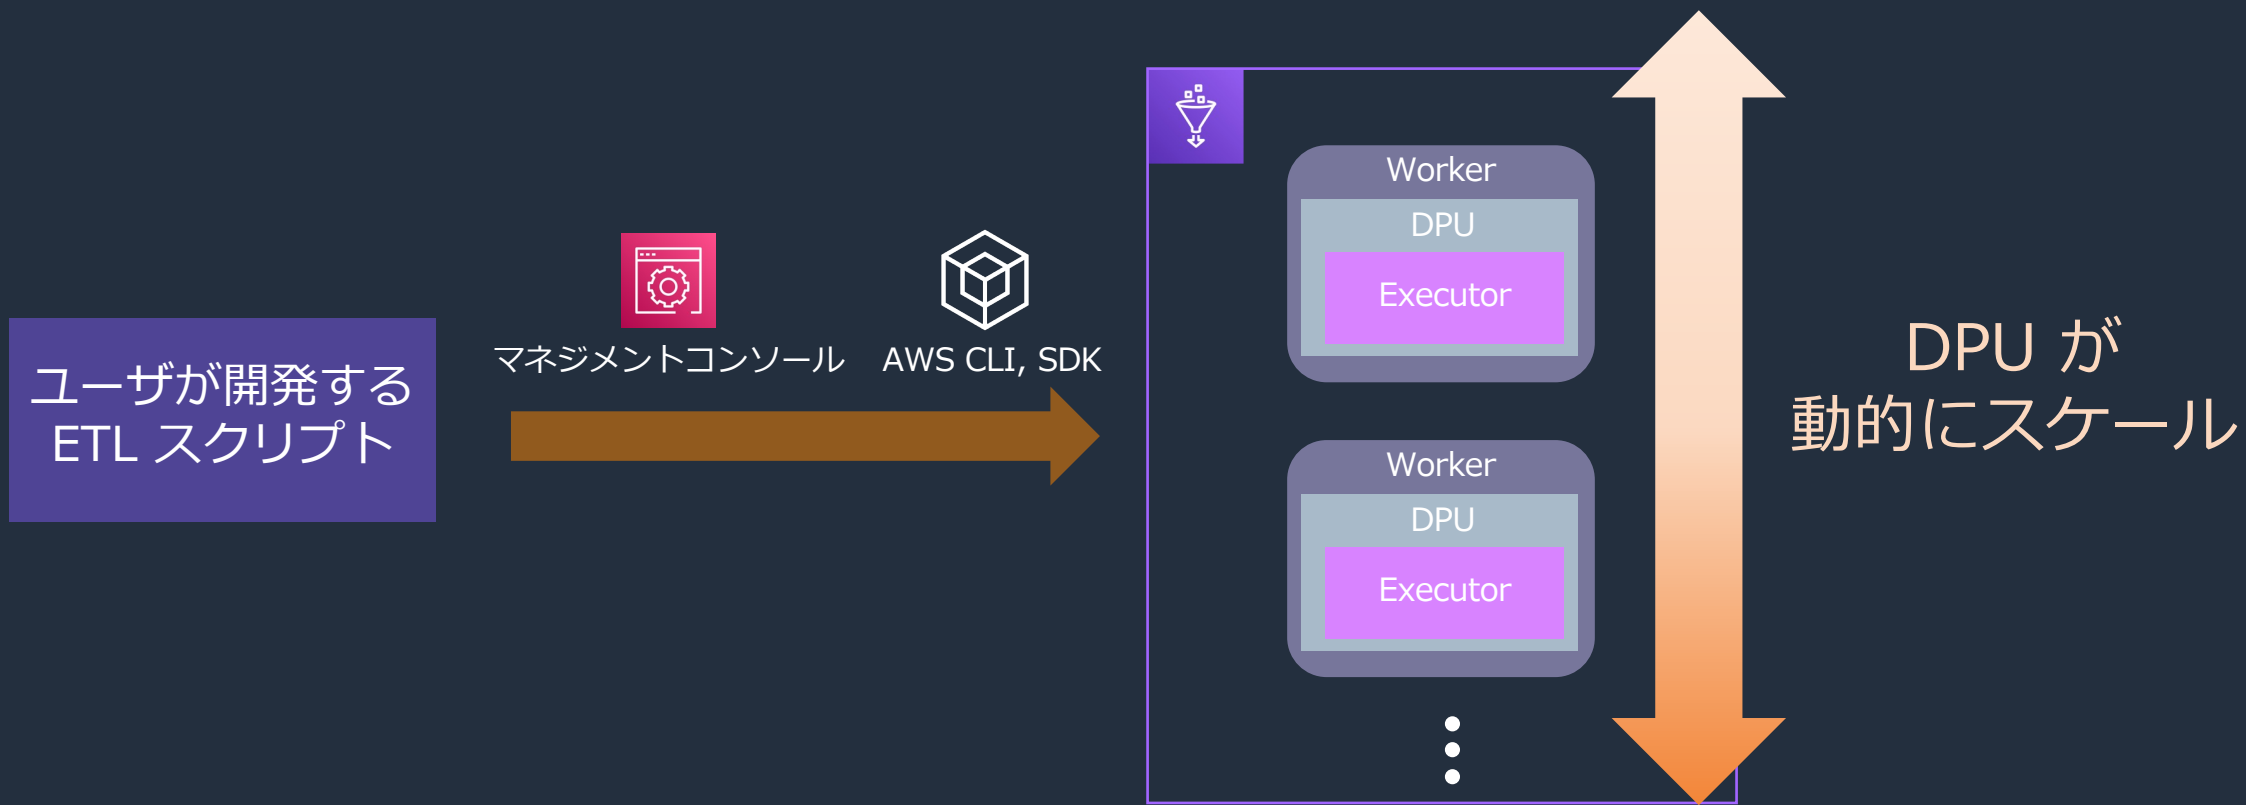 ユーザが開発する
ETL スクリプト
マネジメントコンソール
AWS CLI, SDK
Worker
DPU
Executor
Worker
DPU
Executor
DPU が
動的にスケール